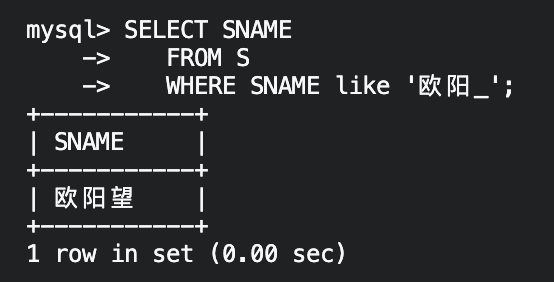 mysql> SELECT SNAME
    ->    FROM S
    ->    WHERE SNAME like '欧阳_';
+-----------+
| SNAME     |
+-----------+
| 欧阳望    |
+-----------+
1 row in set (0.00 sec)